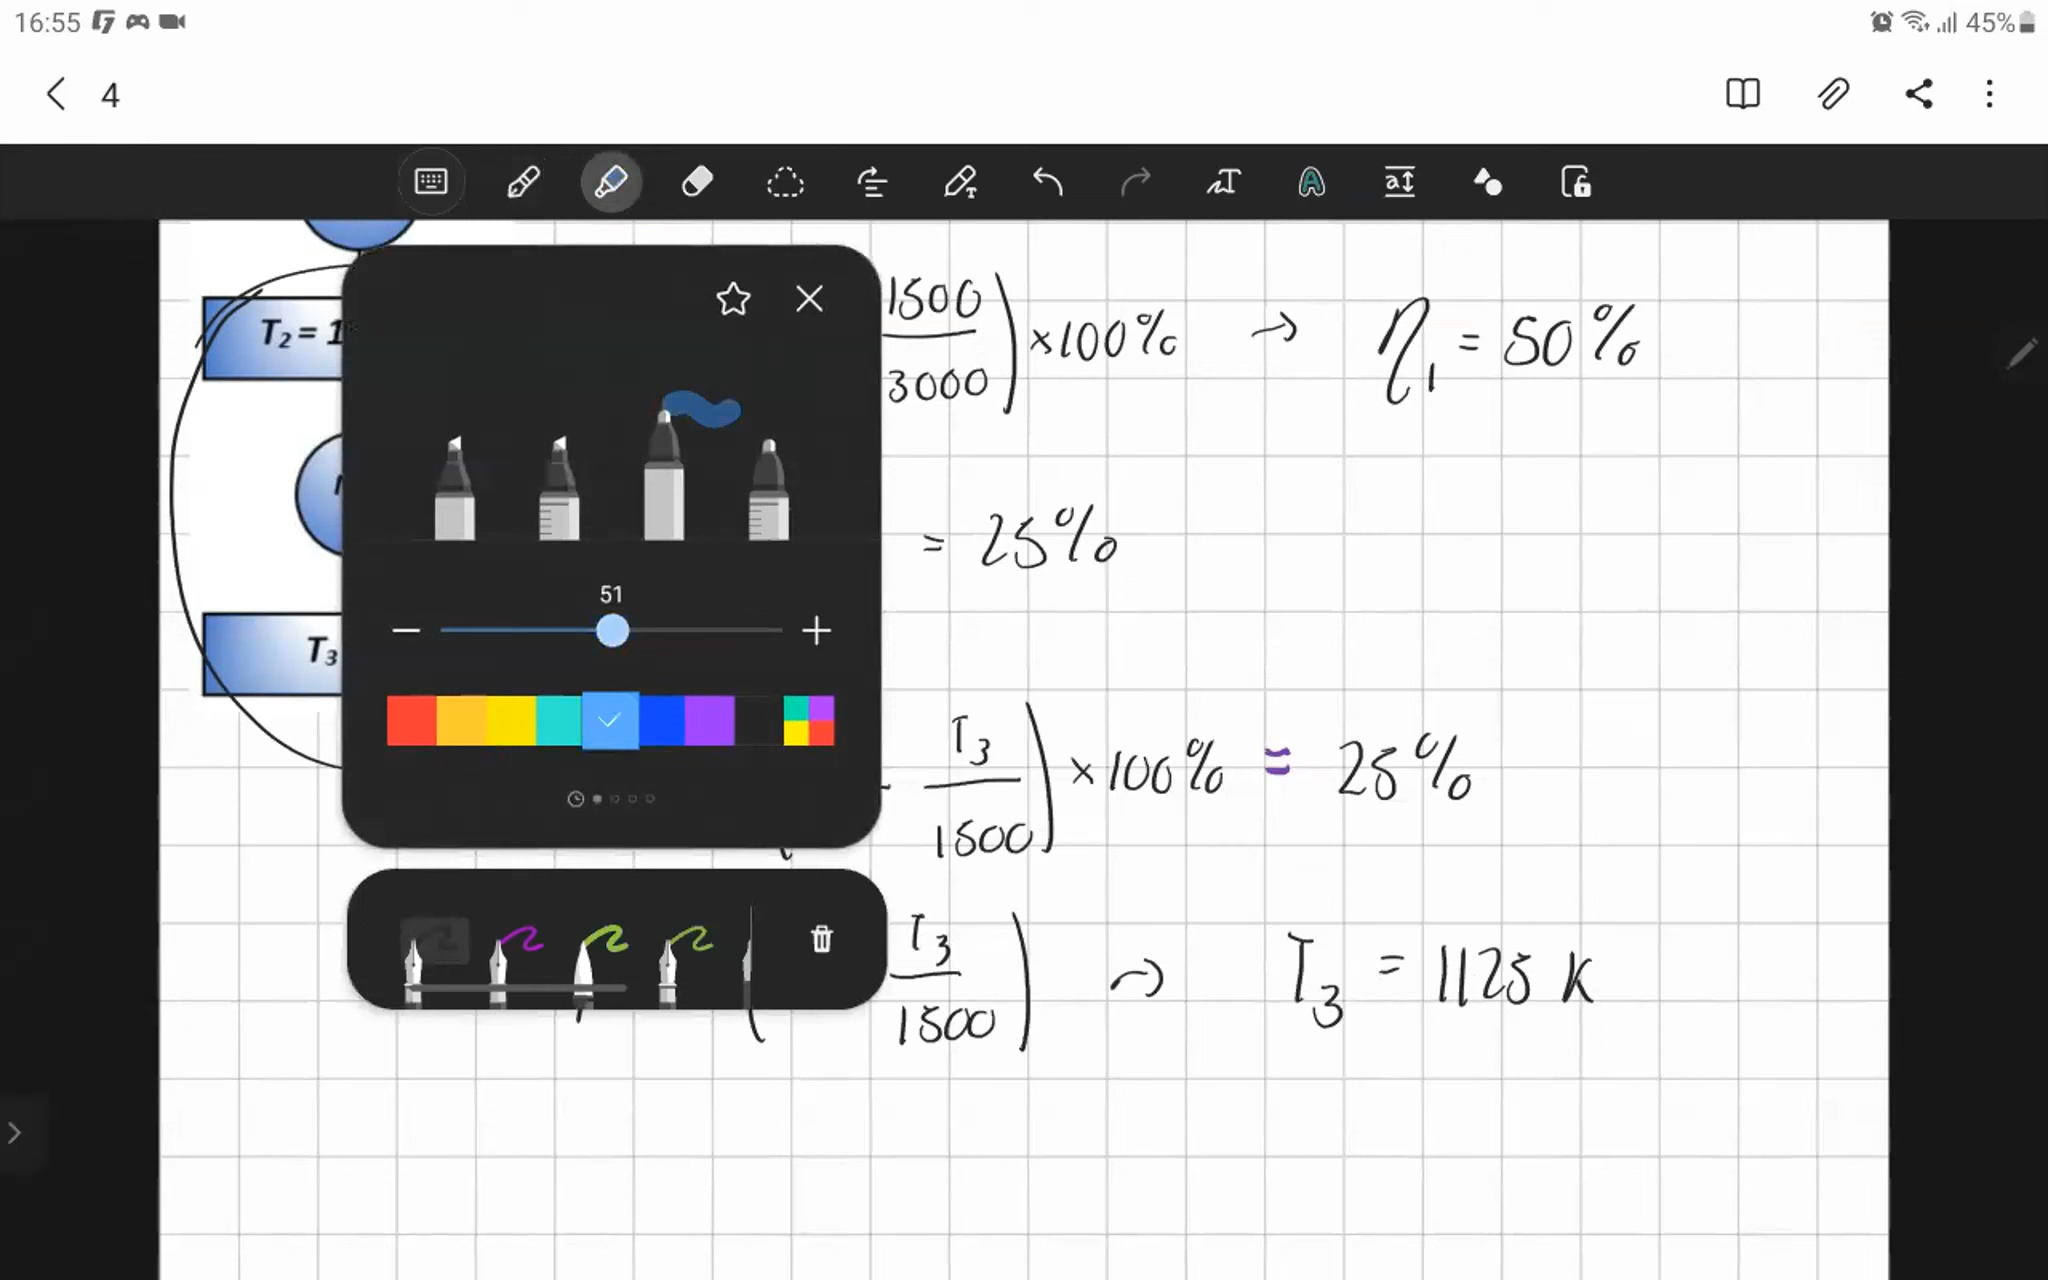 16:55 45%
4
T₂ = 1
1500
3000
) ×100% → η₁ = 50%
= 25%
51
T₃
T₃
1500
) ×100% = 25%
T₃
1500
) → T₃ = 1125 K